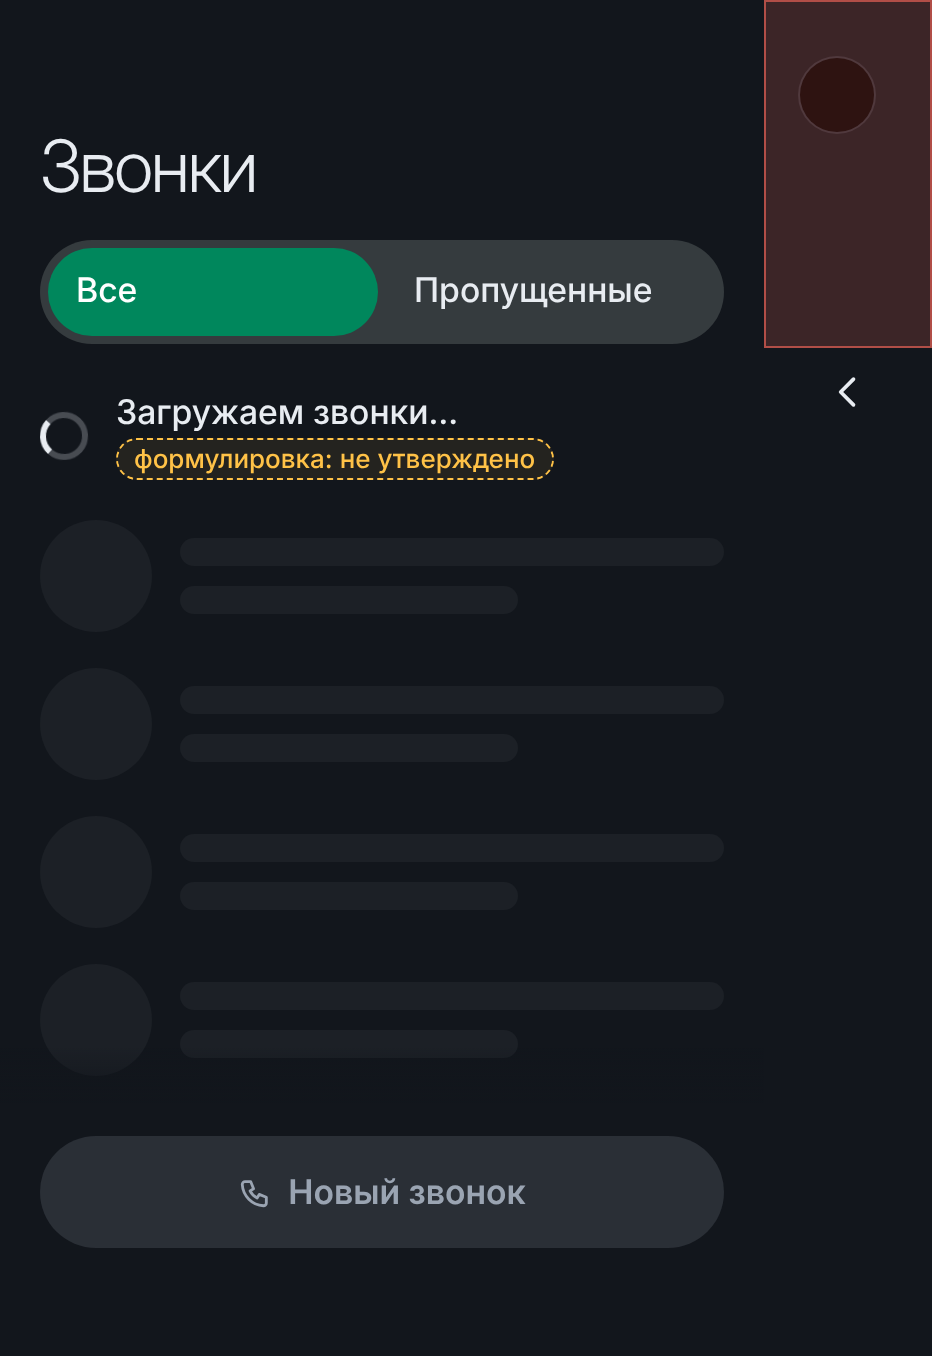 Звонки
Все
Пропущенные
Загружаем звонки...
формулировка: не утверждено
Новый звонок